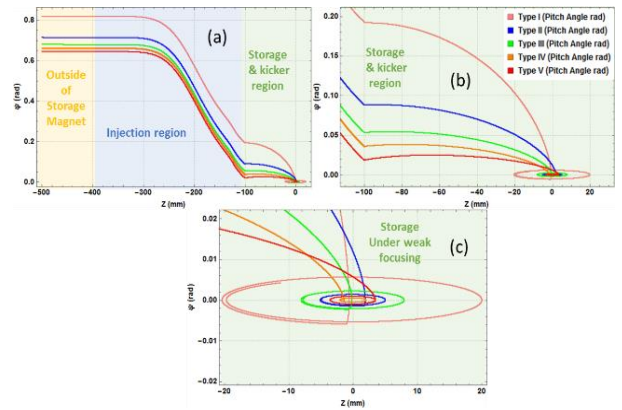 (a)
Storage
& kicker
region
Injection region
Outside of
Storage
Magnet
φ (rad)
0.8
0.6
0.4
0.2
0.0
-500
-400
-300
-200
-100
0
Z (mm)
(b)
Storage
& kicker
region
Type I (Pitch Angle rad)
Type II (Pitch Angle rad)
Type III (Pitch Angle rad)
Type IV (Pitch Angle rad)
Type V (Pitch Angle rad)
φ (rad)
0.20
0.15
0.10
0.05
0.00
-100
-80
-60
-40
-20
0
20
Z (mm)
(c)
Storage
Under weak
focusing
φ (rad)
0.02
0.01
0.00
-0.01
-0.02
-20
-10
0
10
20
Z (mm)